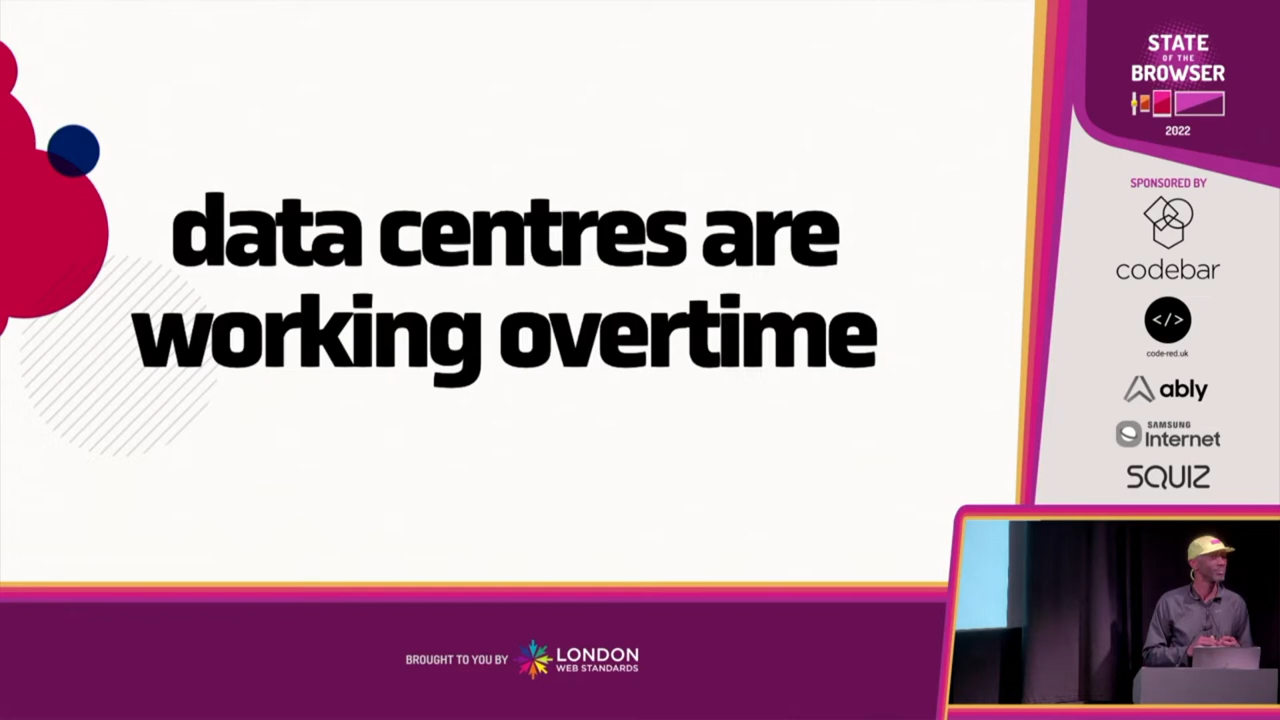 data centres are
working overtime
STATE
OF THE
BROWSER
2022
SPONSORED BY
codebar
</>
code-red.uk
ably
SAMSUNG
Internet
SQUIZ
BROUGHT TO YOU BY
LONDON
WEB STANDARDS